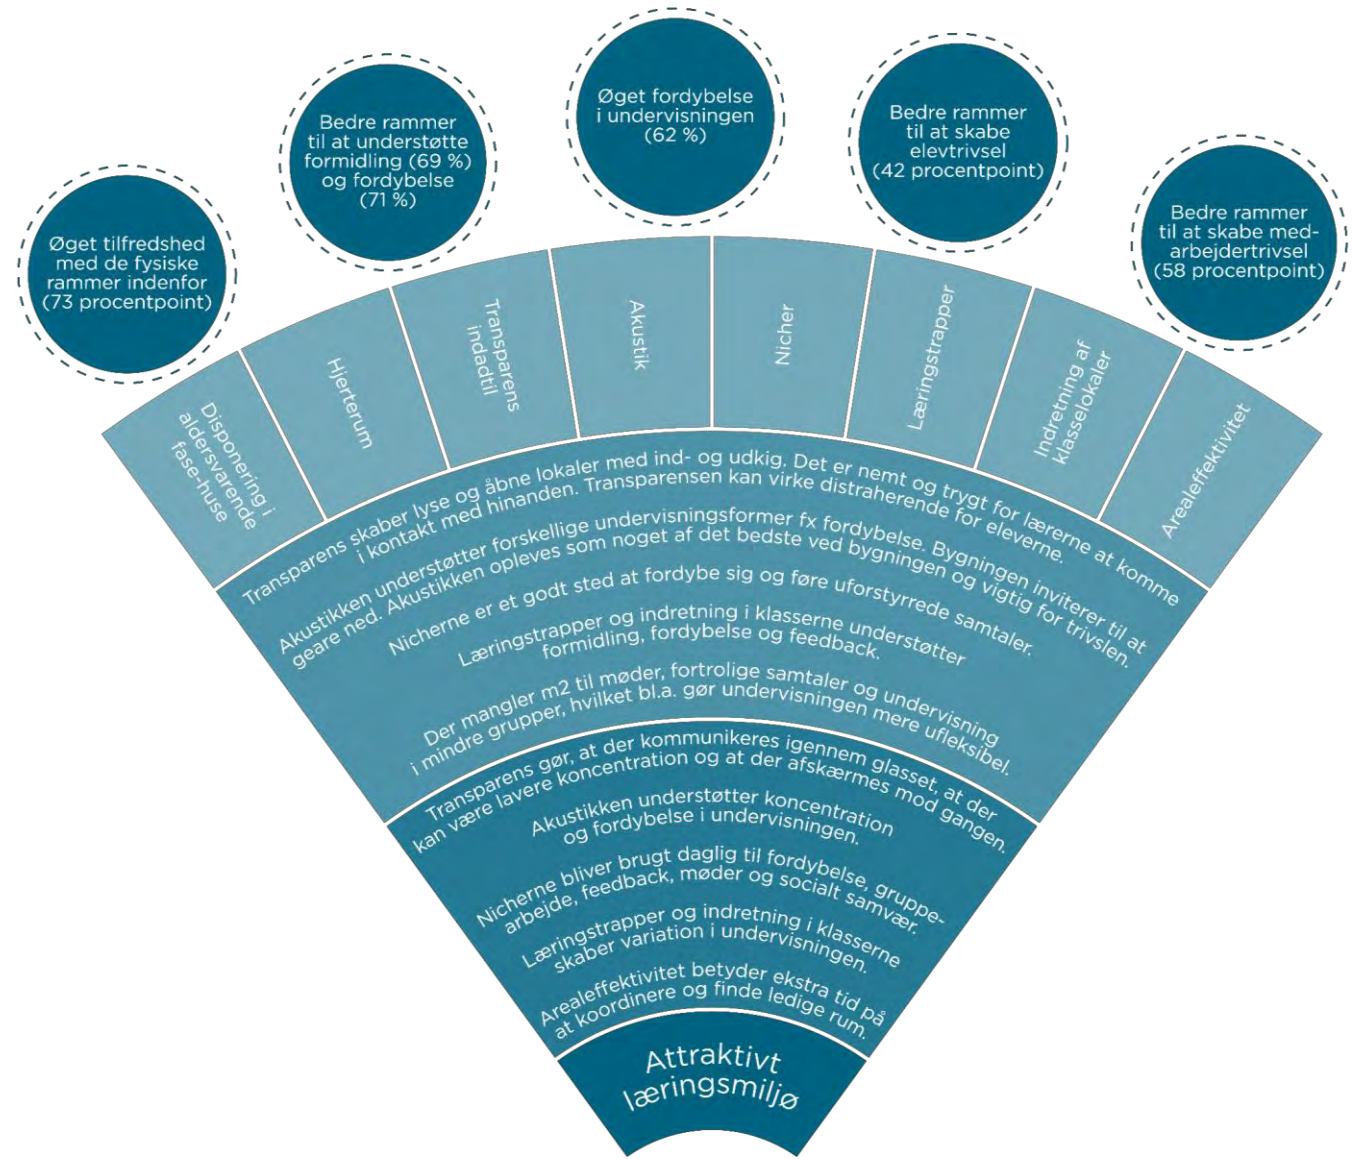 Øget tilfredshed
med de fysiske
rammer indenfor
(73 procentpoint)
Bedre rammer
til at understøtte
formidling (69 %)
og fordybelse
(71 %)
Øget fordybelse
i undervisningen
(62 %)
Bedre rammer
til at skabe
elevtrivsel
(42 procentpoint)
Bedre rammer
til at skabe med-
arbejdertrivsel
(58 procentpoint)
Disponering i
aldersvarende
fase-huse
Hjerterum
Transparens
indadtil
Akustik
Nicher
Læringstrapper
Indretning af
klasselokaler
Arealeffektivitet
Transparens skaber lyse og åbne lokaler med ind- og udkig. Det er nemt og trygt for lærerne at komme
i kontakt med hinanden. Transparensen kan virke distraherende for eleverne.
Akustikken understøtter forskellige undervisningsformer fx fordybelse. Bygningen inviterer til at
geare ned. Akustikken opleves som noget af det bedste ved bygningen og vigtig for trivslen.
Nicherne er et godt sted at fordybe sig og føre uforstyrrede samtaler.
Læringstrapper og indretning i klasserne understøtter
formidling, fordybelse og feedback.
Der mangler m2 til møder, fortrolige samtaler og undervisning
i mindre grupper, hvilket bl.a. gør undervisningen mere ufleksibel.
Transparens gør, at der kommunikeres igennem glasset, at der
kan være lavere koncentration og at der afskærmes mod gangen.
Akustikken understøtter koncentration
og fordybelse i undervisningen.
Nicherne bliver brugt daglig til fordybelse, gruppe-
arbejde, feedback, møder og socialt samvær.
Læringstrapper og indretning i klasserne
skaber variation i undervisningen.
Arealeffektivitet betyder ekstra tid på
at koordinere og finde ledige rum.
Attraktivt
læringsmiljø